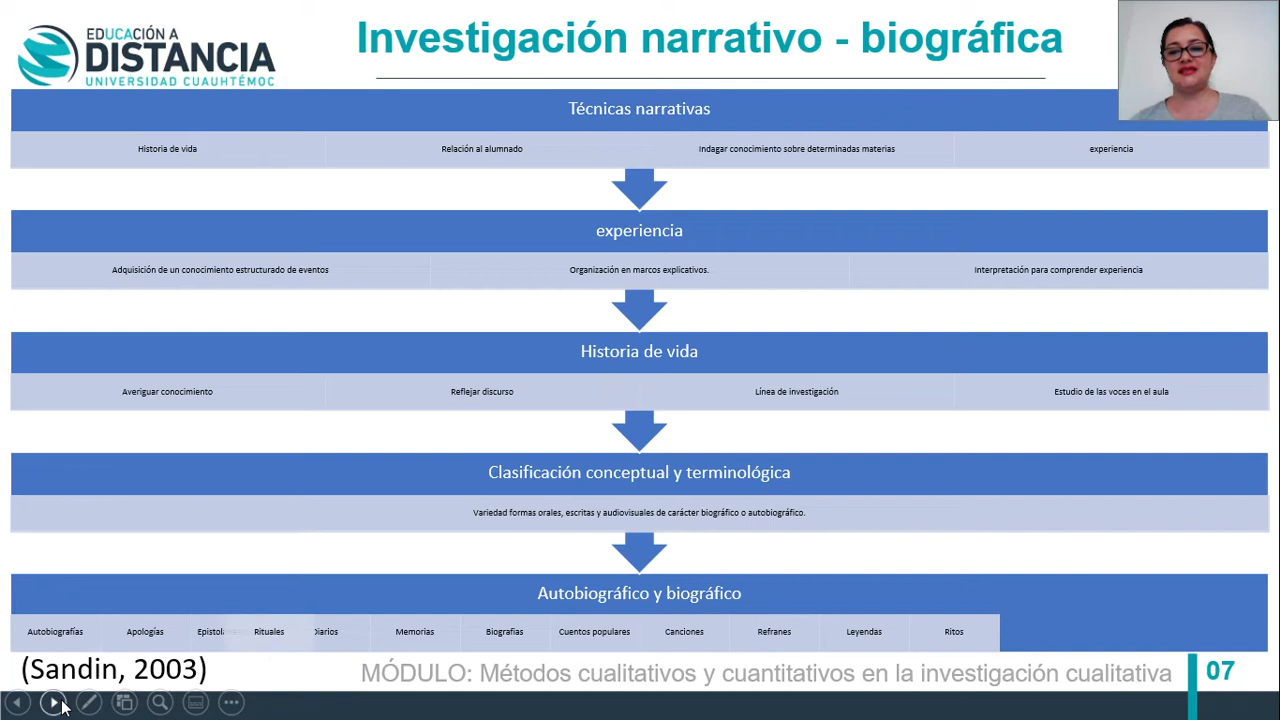 EDUCACIÓN A
DISTANCIA
UNIVERSIDAD CUAUHTÉMOC
Investigación narrativo - biográfica
Técnicas narrativas
Historia de vida
Relación al alumnado
Indagar conocimiento sobre determinadas materias
experiencia
experiencia
Adquisición de un conocimiento estructurado de eventos
Organización en marcos explicativos.
Interpretación para comprender experiencia
Historia de vida
Averiguar conocimiento
Reflejar discurso
Línea de investigación
Estudio de las voces en el aula
Clasificación conceptual y terminológica
Variedad formas orales, escritas y audiovisuales de carácter biográfico o autobiográfico.
Autobiográfico y biográfico
Autobiografías
Apologías
Rituales
Memorias
Biografias
Cuentos populares
Canciones
Refranes
Leyendas
Ritos
(Sandin, 2003)
MÓDULO: Métodos cualitativos y cuantitativos en la investigación cualitativa
07